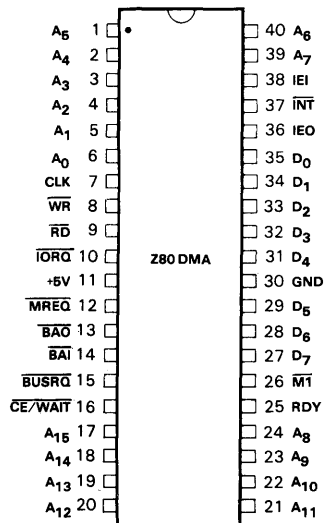 A5 1 40 A6
A4 2 39 A7
A3 3 38 IEI
A2 4 37 INT
A1 5 36 IEO
A0 6 35 D0
CLK 7 34 D1
WR 8 33 D2
RD 9 32 D3
IORQ 10 Z80 DMA 31 D4
+5V 11 30 GND
MREQ 12 29 D5
BAO 13 28 D6
BAI 14 27 D7
BUSRQ 15 26 M1
CE/WAIT 16 25 RDY
A15 17 24 A8
A14 18 23 A9
A13 19 22 A10
A12 20 21 A11